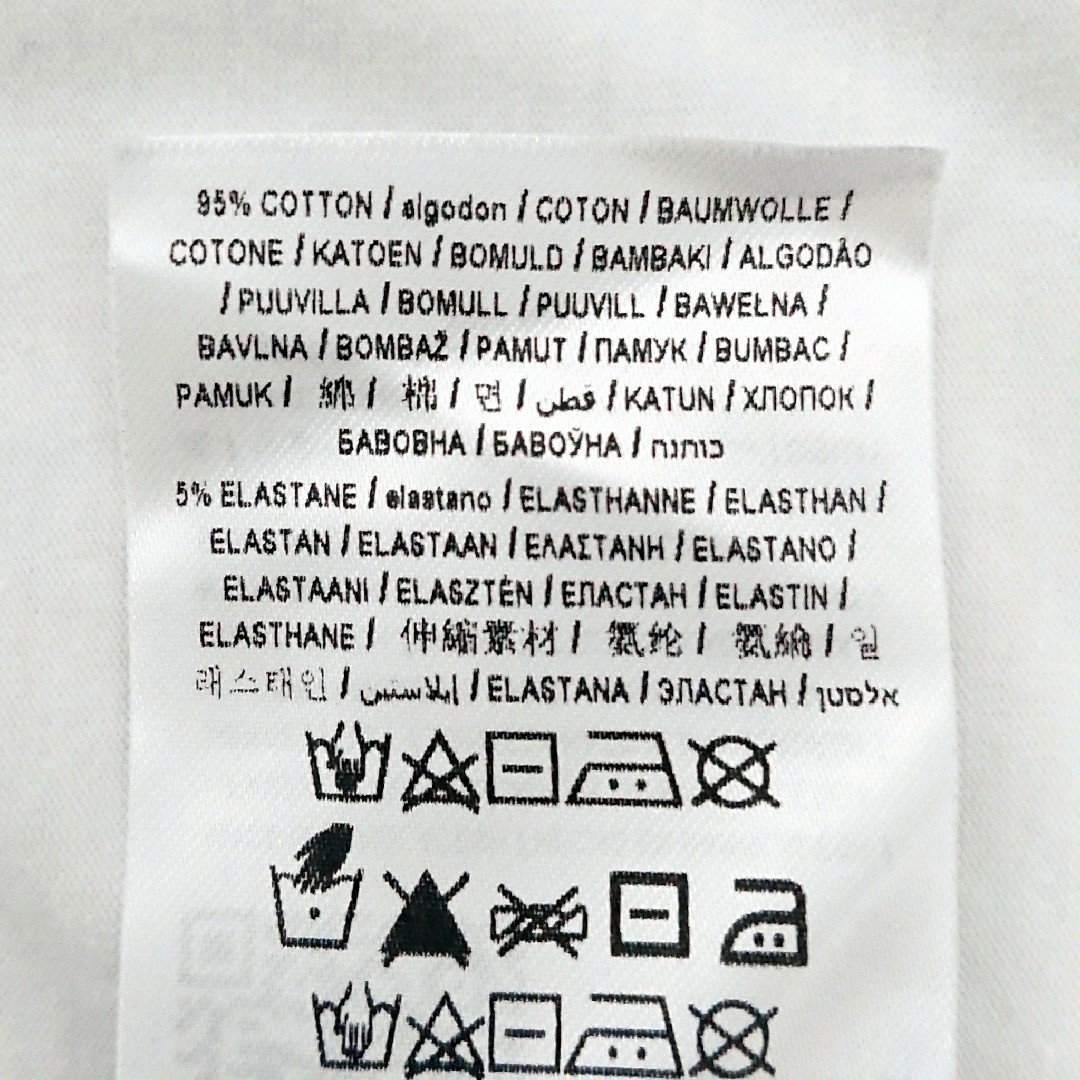 95% COTTON / algodon / COTON / BAUMWOLLE /
COTONE / KATOEN / BOMULD / BAMBAKI / ALGODÃO
/ PUUVILLA / BOMULL / PUUVILL / BAWEŁNA /
BAVLNA / BOMBAŽ / PAMUT / ПАМУК / BUMBAC /
PAMUK / 綿 / 棉 / 면 / قطن / KATUN / ХЛОПОК /
БАВОВНА / БАВОЎНА / כותנה
5% ELASTANE / elastano / ELASTHANNE / ELASTHAN /
ELASTAN / ELASTAAN / ΕΛΑΣΤΑΝΗ / ELASTANO /
ELASTAANI / ELASZTÉN / ЕЛАСТАН / ELASTIN /
ELASTHANE / 伸縮素材 / 氨纶 / 氨綸 / 엘
래스태인 / إيلاستين / ELASTANA / ЭЛАСТАН / אלסטן